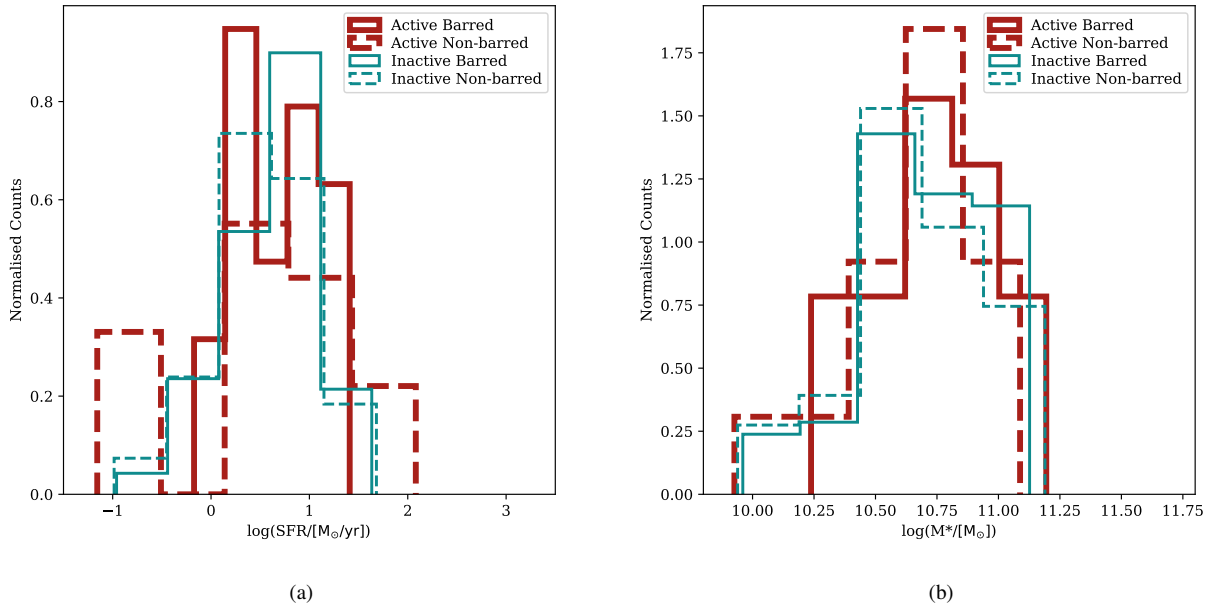 Active Barred
Active Non-barred
Inactive Barred
Inactive Non-barred
Normalised Counts
0.8
0.6
0.4
0.2
0.0
−1 0 1 2 3
log(SFR/[M⊙/yr])
(a)
Active Barred
Active Non-barred
Inactive Barred
Inactive Non-barred
Normalised Counts
1.75
1.50
1.25
1.00
0.75
0.50
0.25
0.00
10.00 10.25 10.50 10.75 11.00 11.25 11.50 11.75
log(M*/[M⊙])
(b)